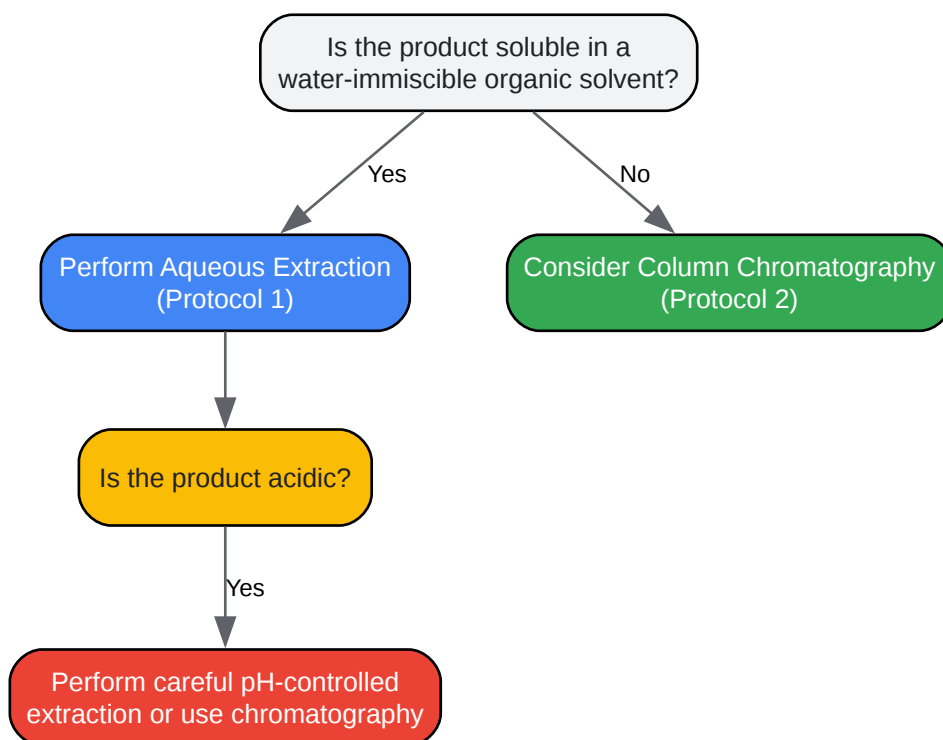 Is the product soluble in a
water-immiscible organic solvent?
Yes
No
Perform Aqueous Extraction
(Protocol 1)
Consider Column Chromatography
(Protocol 2)
Is the product acidic?
Yes
Perform careful pH-controlled
extraction or use chromatography